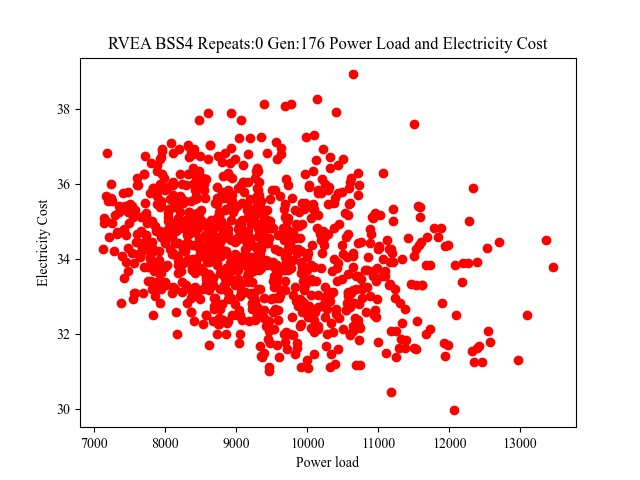 RVEA BSS4 Repeats:0 Gen:176 Power Load and Electricity Cost
38
36
34
32
30
Electricity Cost
7000 8000 9000 10000 11000 12000 13000
Power load